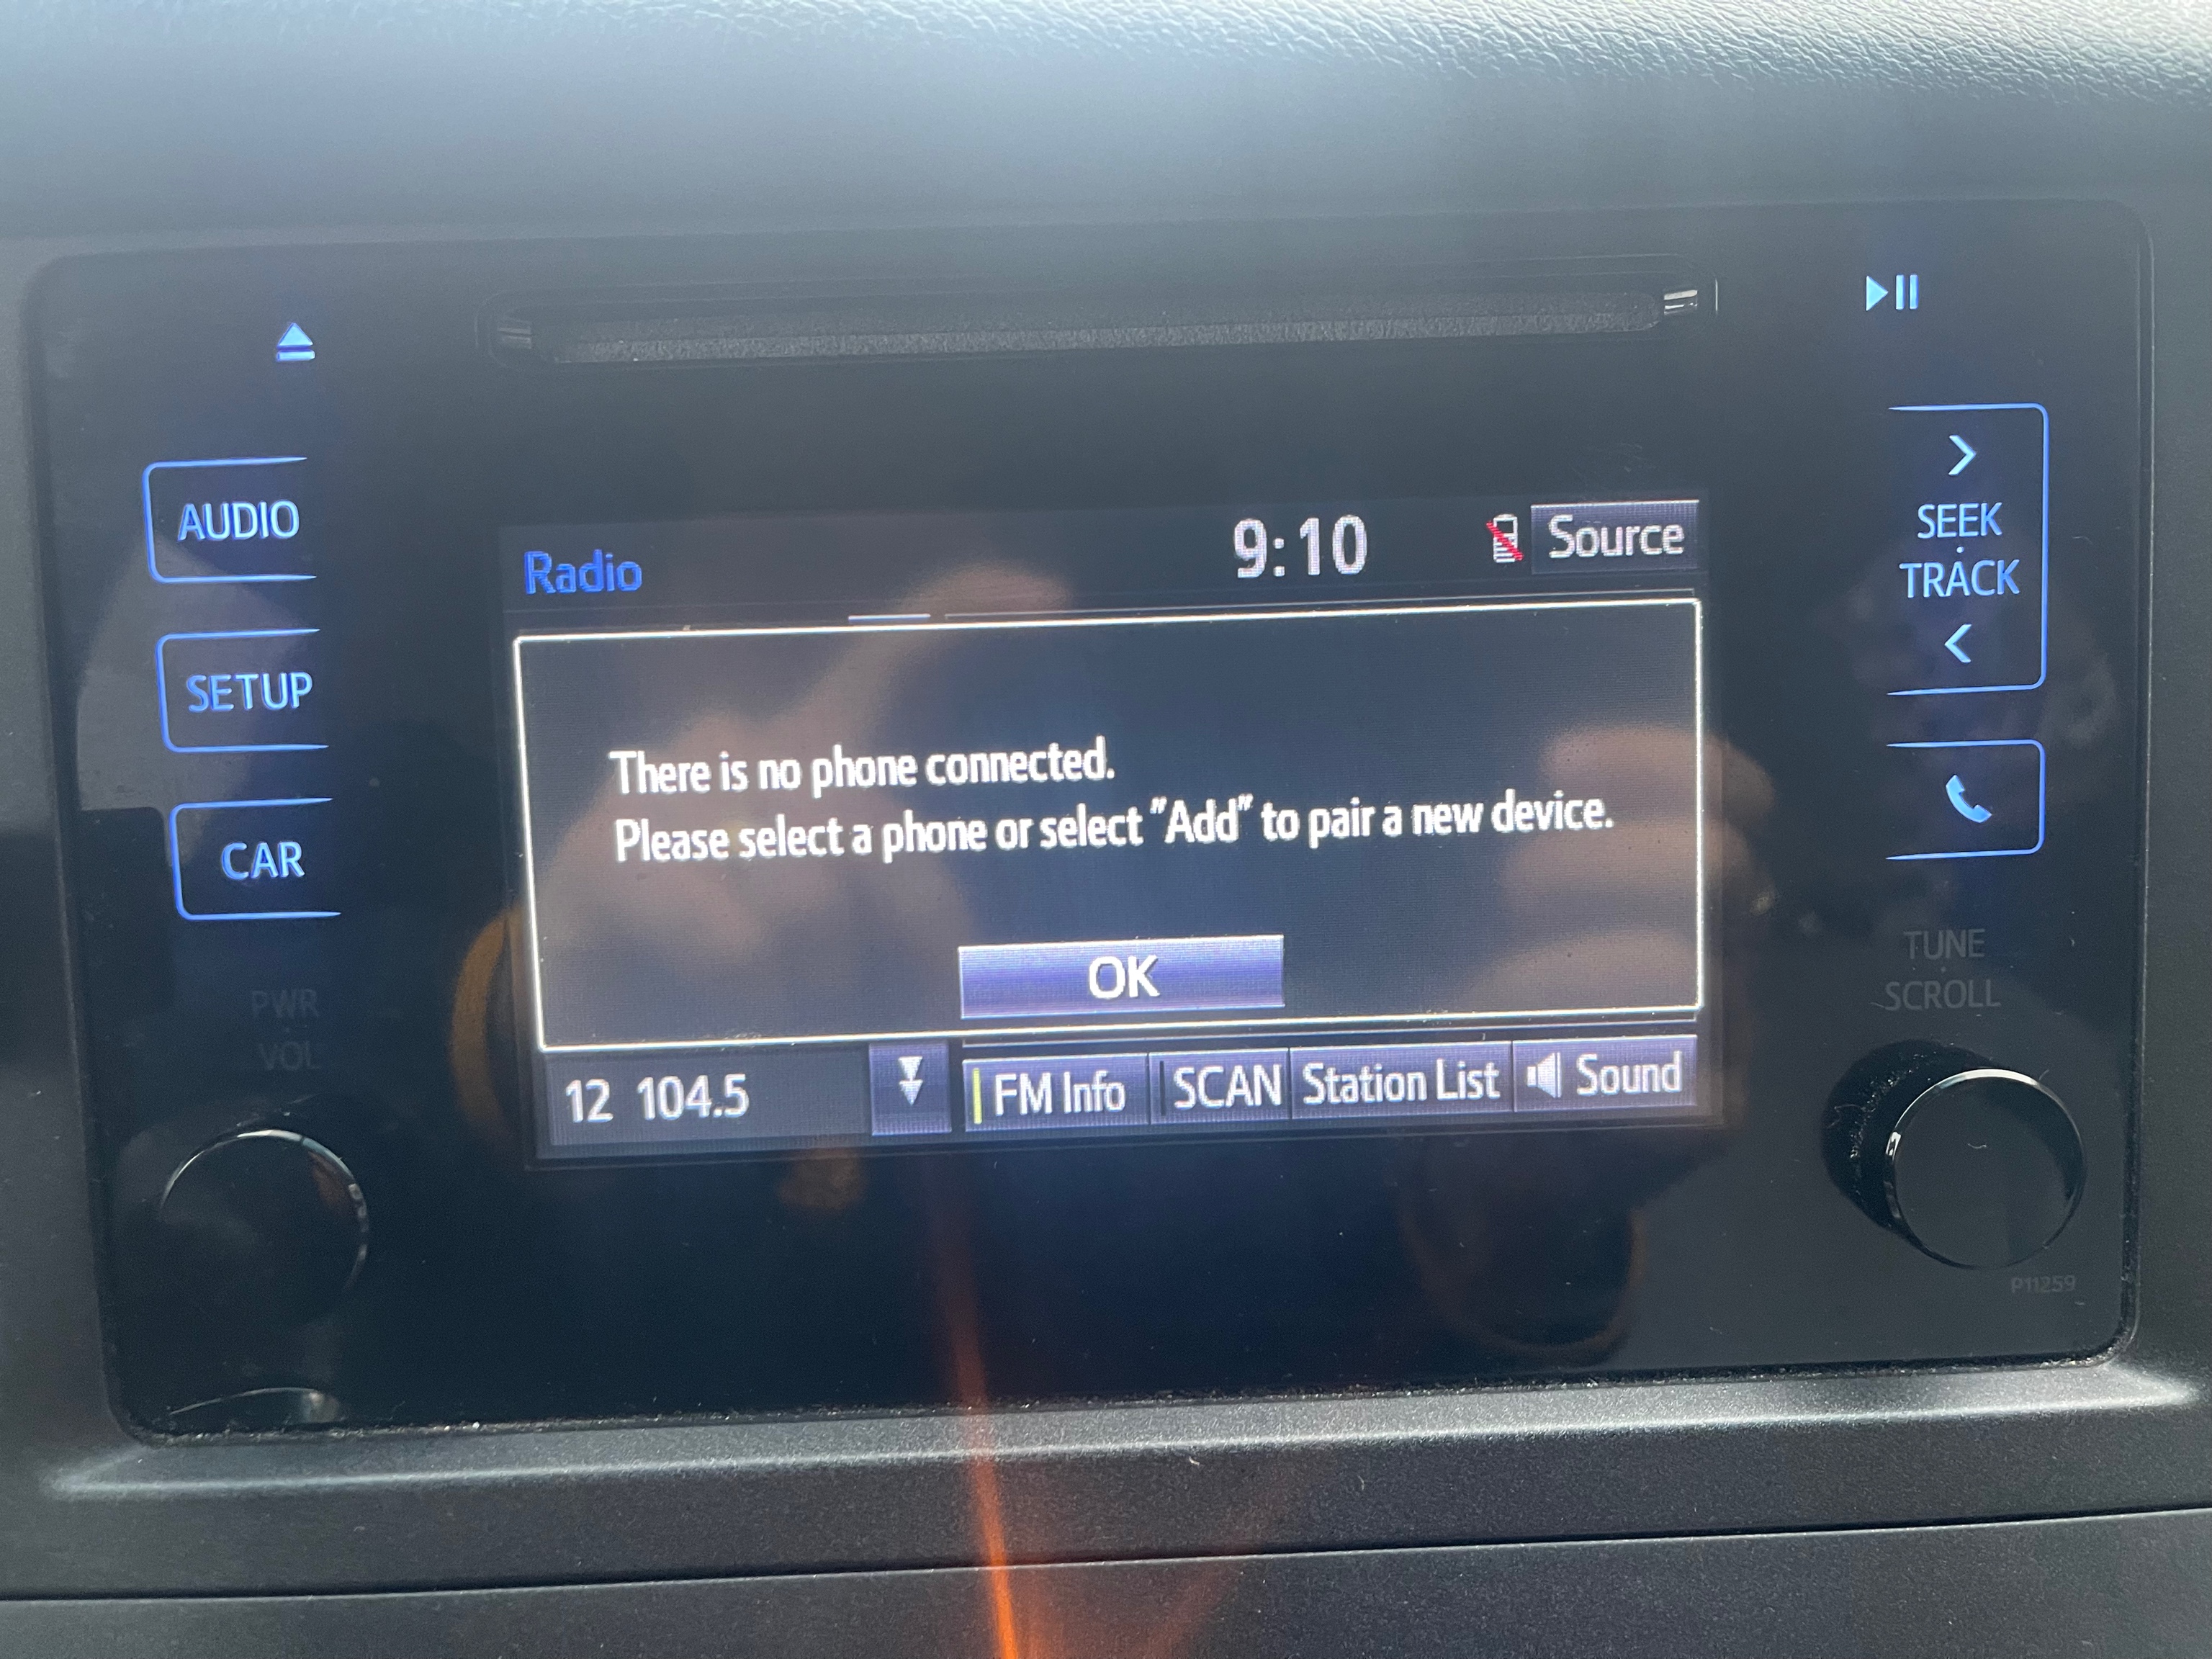 AUDIO
SETUP
CAR
PWR
VOL
Radio
9:10
Source
There is no phone connected.
Please select a phone or select "Add" to pair a new device.
OK
12 104.5
FM Info
SCAN
Station List
Sound
SEEK
TRACK
TUNE
SCROLL
P11259